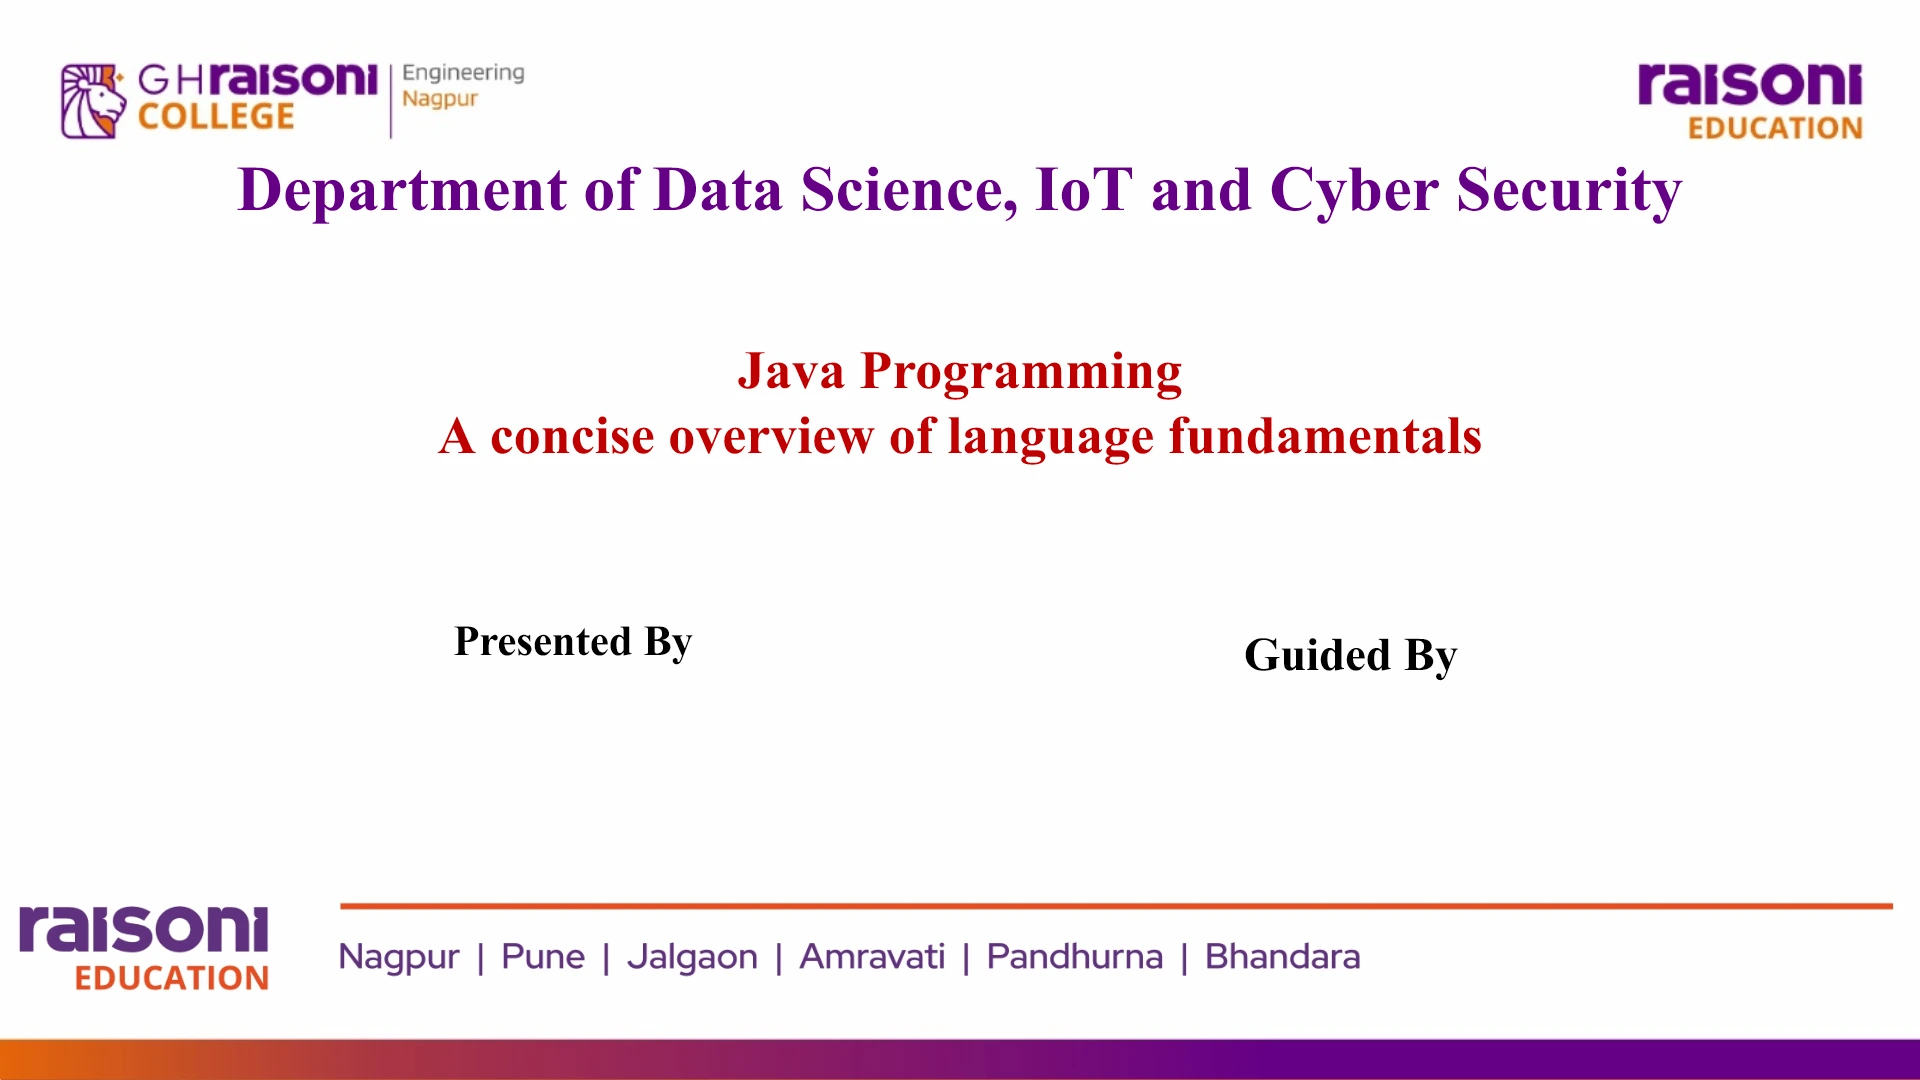 GHraisoni COLLEGE | Engineering Nagpur
raisoni EDUCATION
Department of Data Science, IoT and Cyber Security
Java Programming
A concise overview of language fundamentals
Presented By
Guided By
raisoni EDUCATION
Nagpur | Pune | Jalgaon | Amravati | Pandhurna | Bhandara